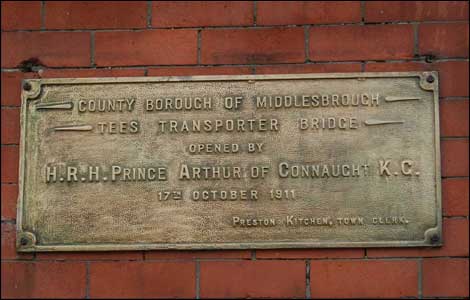 COUNTY BOROUGH OF MIDDLESBROUGH
TEES TRANSPORTER BRIDGE
OPENED BY
H.R.H. PRINCE ARTHUR OF CONNAUGHT K.G.
17TH OCTOBER 1911
PRESTON KITCHEN, TOWN CLERK.